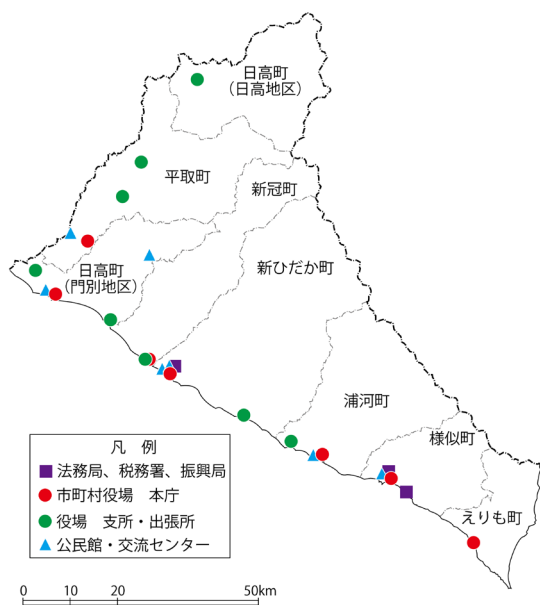 日高町
（日高地区）
平取町
新冠町
日高町
（門別地区）
新ひだか町
浦河町
様似町
えりも町
凡　例
法務局、税務署、振興局
市町村役場　本庁
役場　支所・出張所
公民館・交流センター
0 10 20 50km